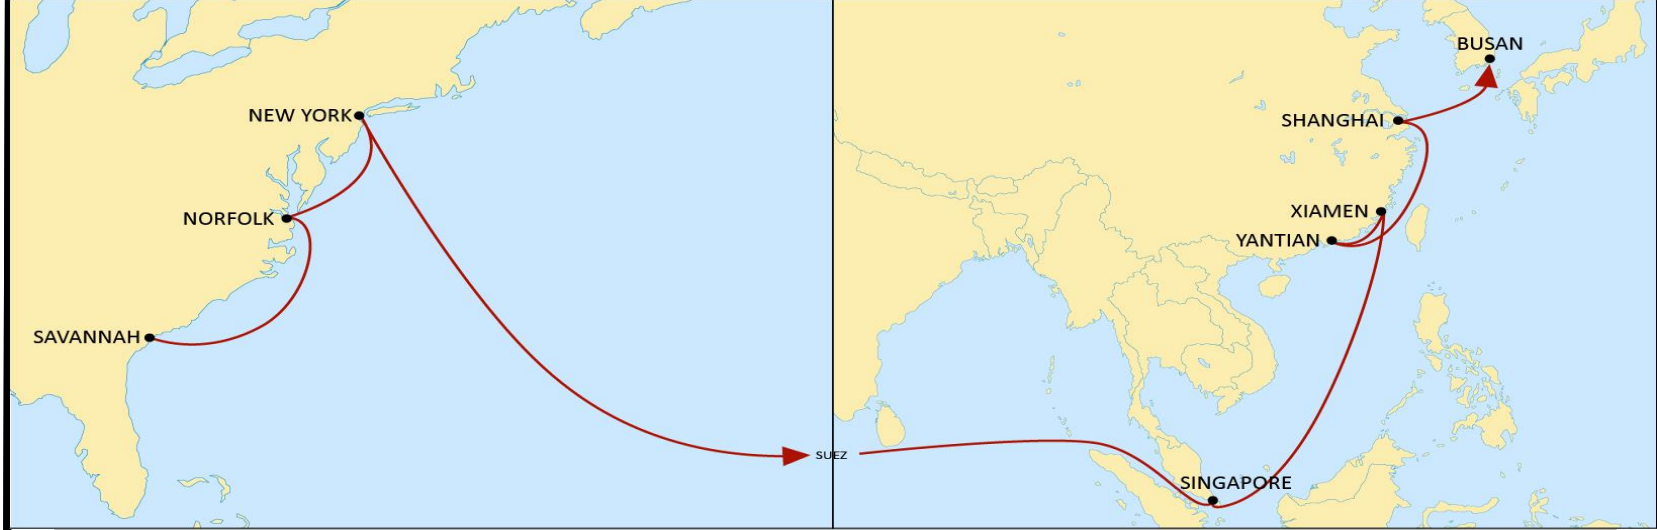 BUSAN
NEW YORK
SHANGHAI
XIAMEN
NORFOLK
YANTIAN
SAVANNAH
SUEZ
SINGAPORE